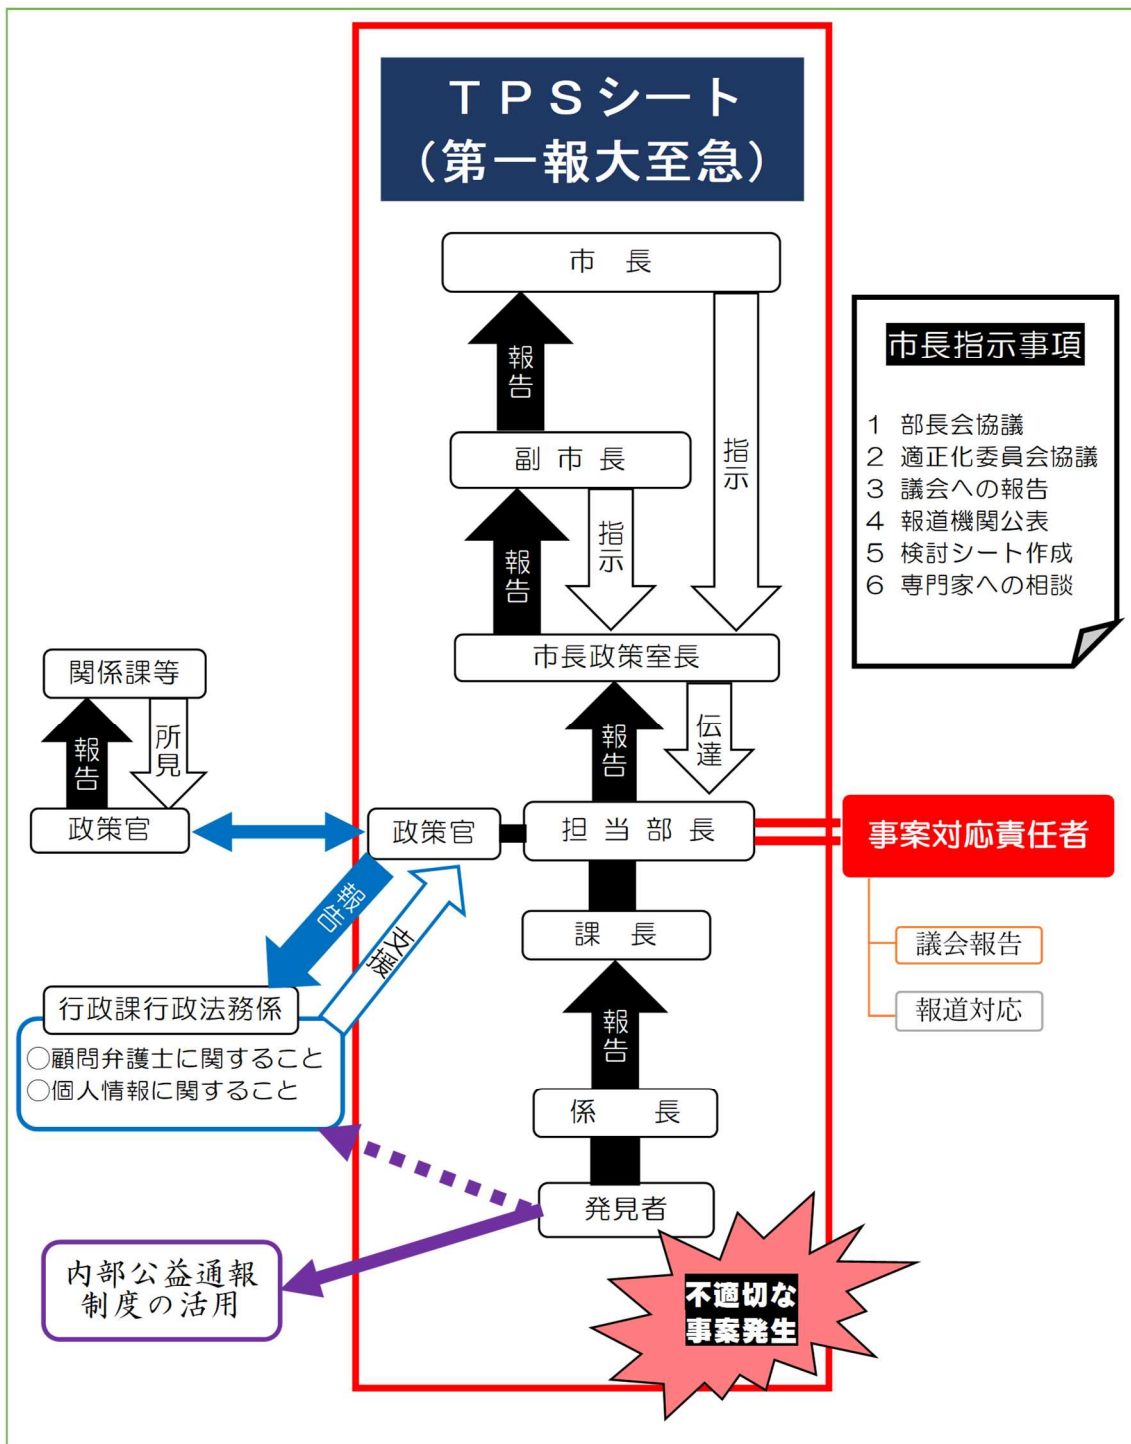 ＴＰＳシート
（第一報大至急）
市　長
報告
指示
副 市 長
報告
指示
市長政策室長
報告
伝達
市長指示事項
１ 部長会協議
２ 適正化委員会協議
３ 議会への報告
４ 報道機関公表
５ 検討シート作成
６ 専門家への相談
関係課等
報告
所見
政策官
政策官
担 当 部 長
事案対応責任者
議会報告
報道対応
報告
支援
課　長
報告
行政課行政法務係
○顧問弁護士に関すること
○個人情報に関すること
係　　長
発見者
内部公益通報
制度の活用
不適切な
事案発生